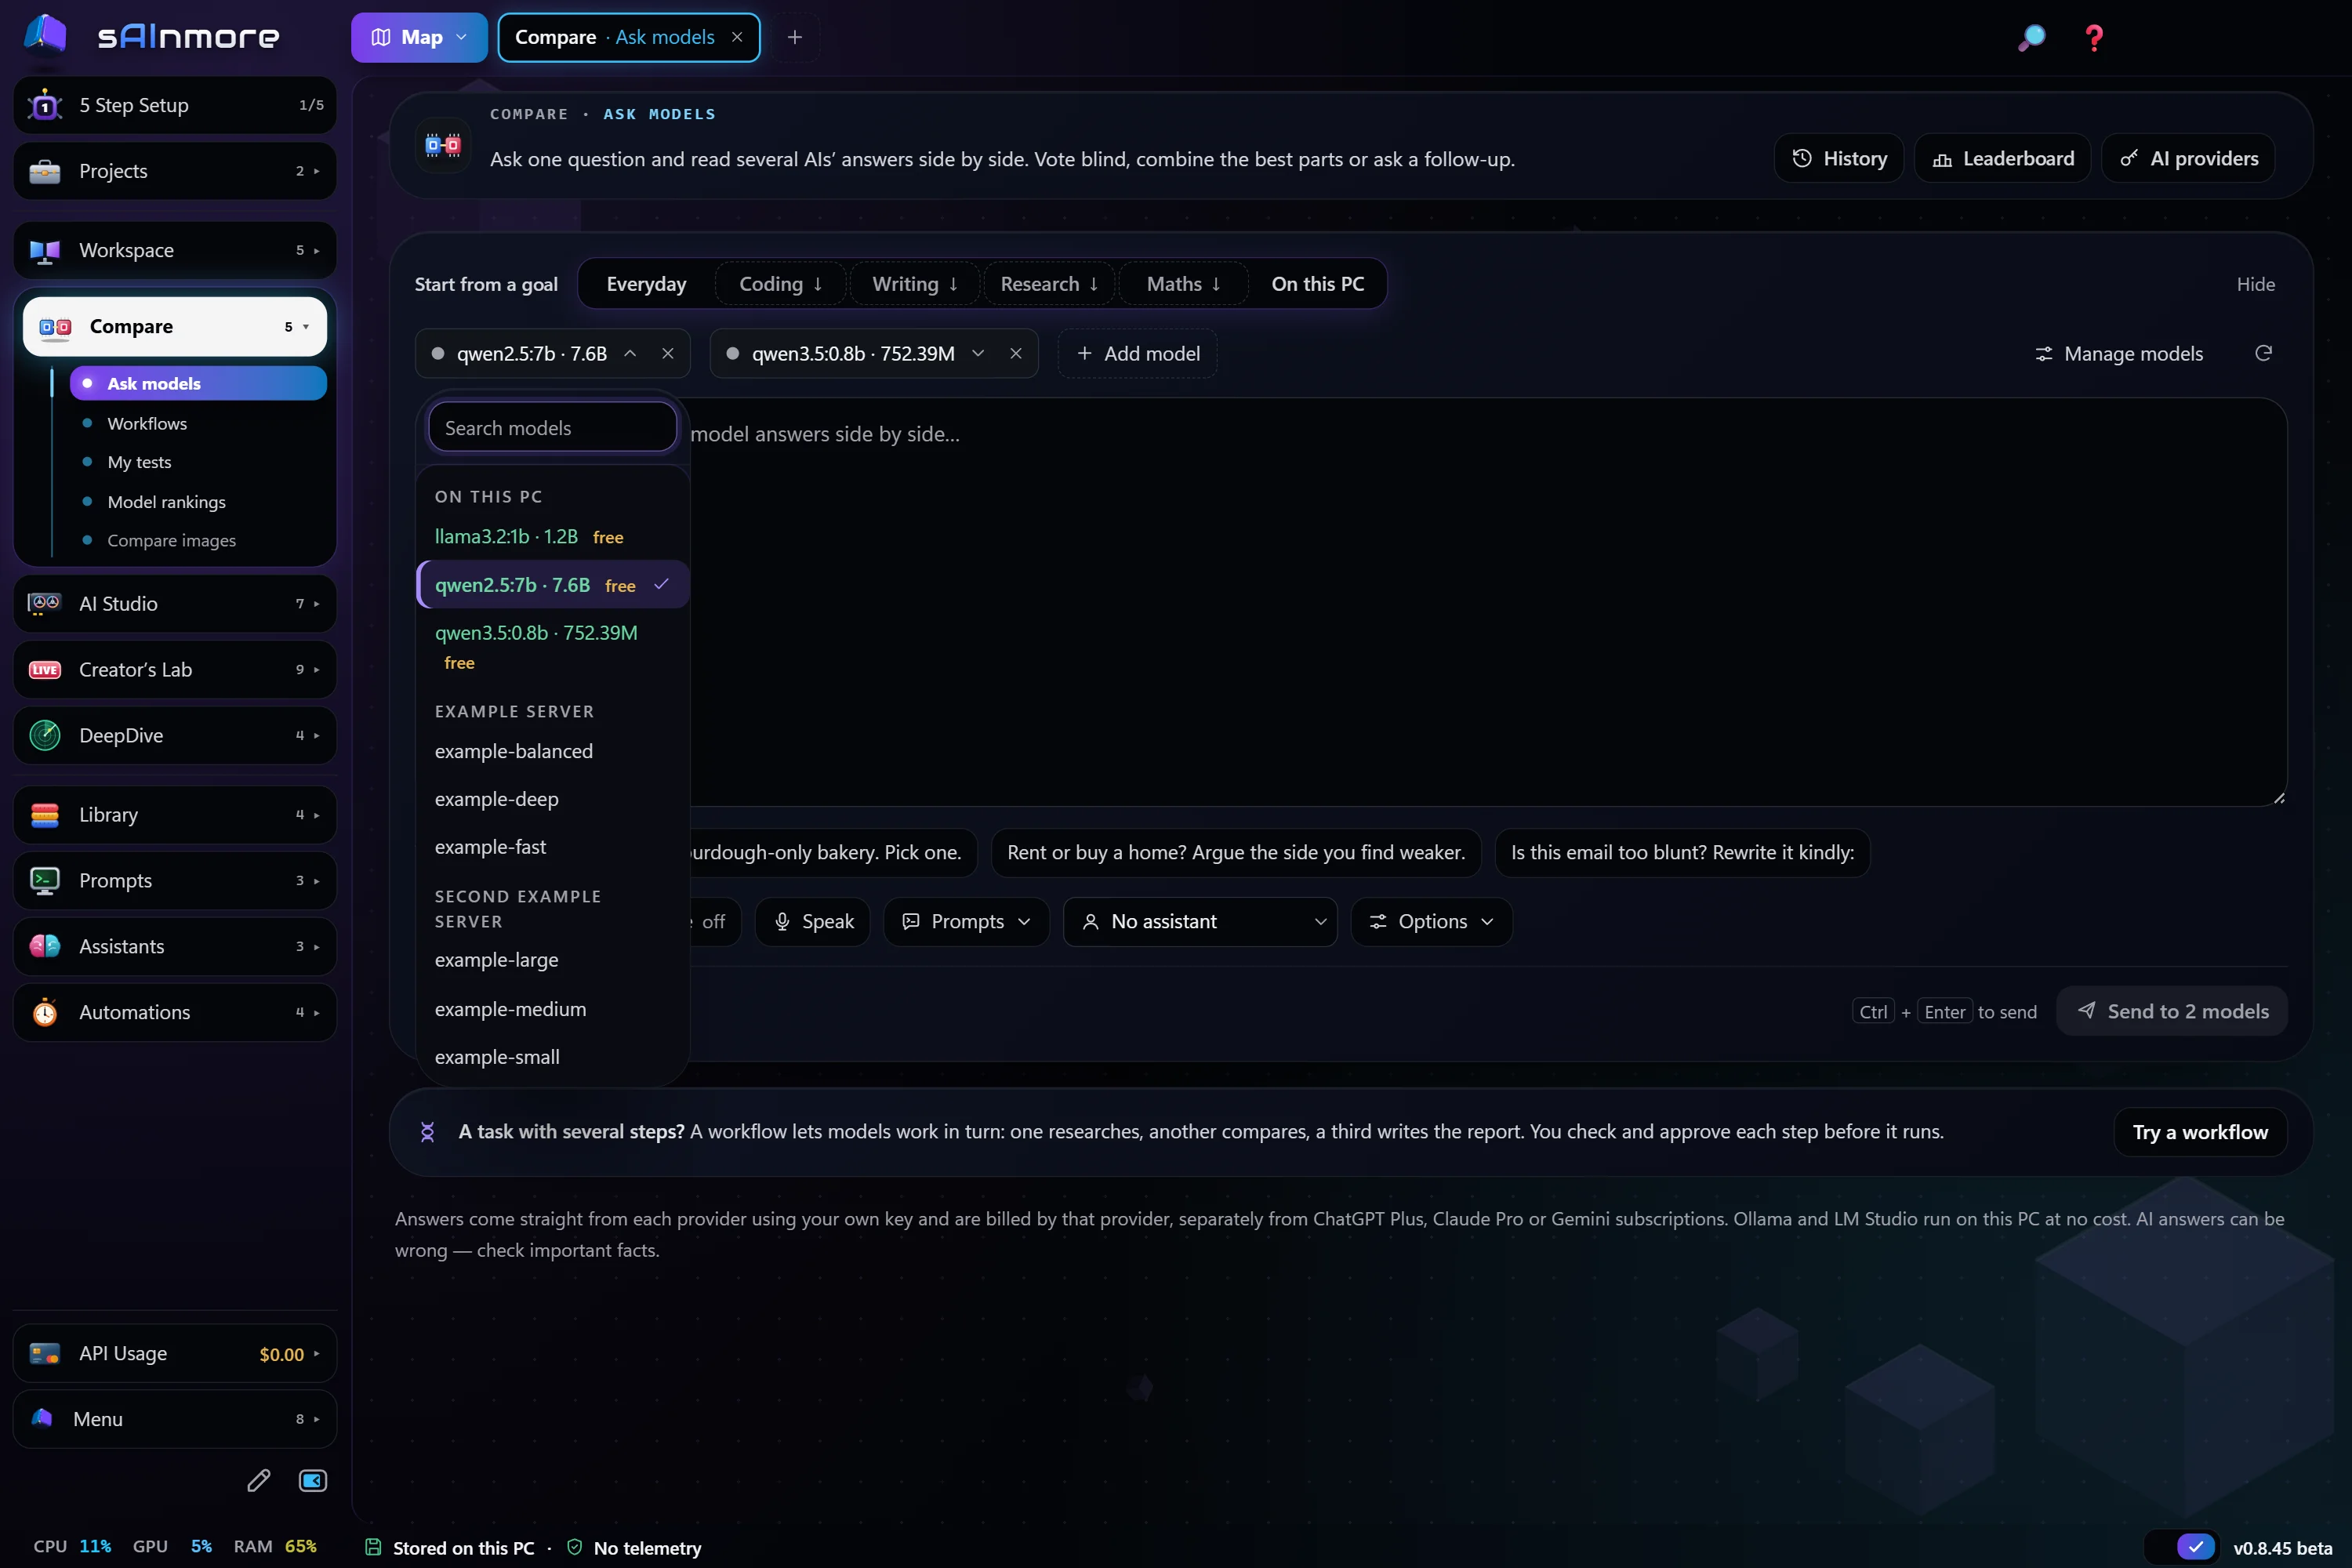 sAInmore
Map
Compare · Ask models
5 Step Setup 1/5
Projects 2
Workspace 5
Compare 5
Ask models
Workflows
My tests
Model rankings
Compare images
AI Studio 7
LIVE Creator's Lab 9
DeepDive 4
Library 4
Prompts 3
Assistants 3
Automations 4
API Usage $0.00
Menu 8
CPU 11% GPU 5% RAM 65%
COMPARE · ASK MODELS
Ask one question and read several AIs’ answers side by side. Vote blind, combine the best parts or ask a follow-up.
History Leaderboard AI providers
Start from a goal Everyday Coding ↓ Writing ↓ Research ↓ Maths ↓ On this PC Hide
qwen2.5:7b · 7.6B qwen3.5:0.8b · 752.39M + Add model Manage models
Search models
model answers side by side…
ON THIS PC
llama3.2:1b · 1.2B free
qwen2.5:7b · 7.6B free
qwen3.5:0.8b · 752.39M
free
EXAMPLE SERVER
example-balanced
example-deep
example-fast
SECOND EXAMPLE
SERVER
example-large
example-medium
example-small
urdough-only bakery. Pick one. Rent or buy a home? Argue the side you find weaker. Is this email too blunt? Rewrite it kindly:
off Speak Prompts No assistant Options
Ctrl + Enter to send Send to 2 models
A task with several steps? A workflow lets models work in turn: one researches, another compares, a third writes the report. You check and approve each step before it runs.
Try a workflow
Answers come straight from each provider using your own key and are billed by that provider, separately from ChatGPT Plus, Claude Pro or Gemini subscriptions. Ollama and LM Studio run on this PC at no cost. AI answers can be
wrong — check important facts.
Stored on this PC · No telemetry
v0.8.45 beta